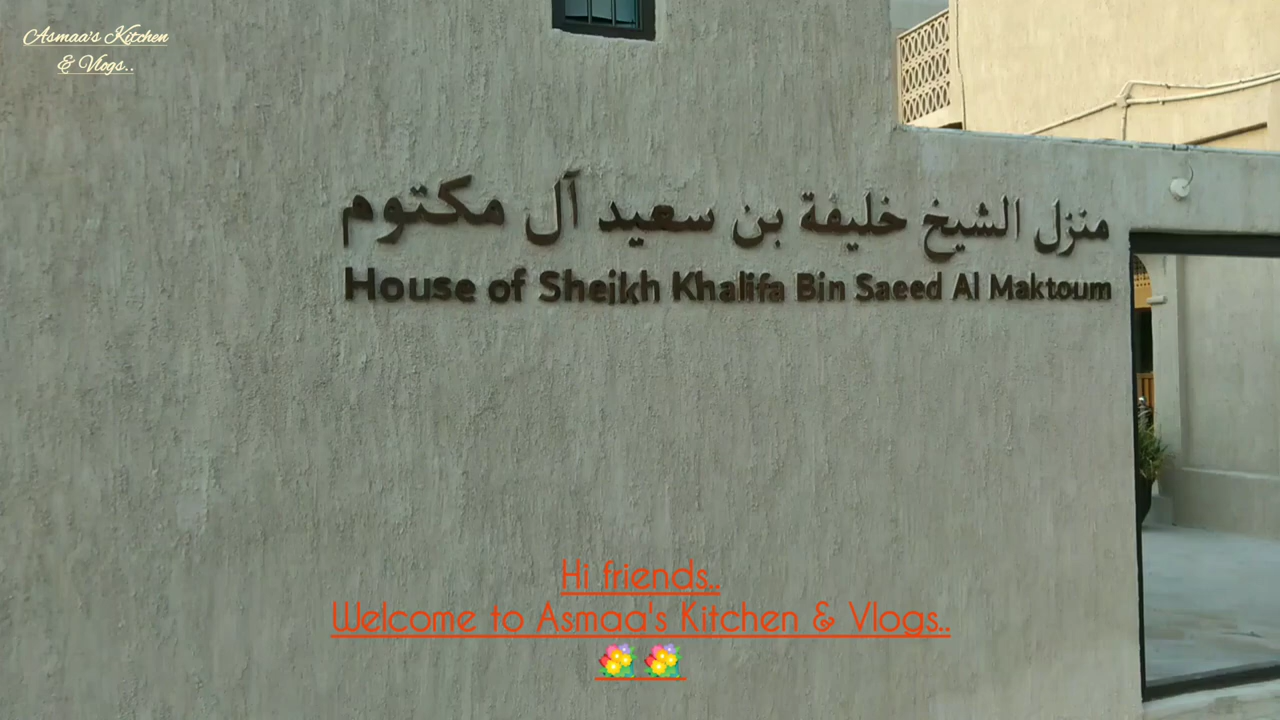 Asmaa's Kitchen
& Vlogs..
منزل الشيخ خليفة بن سعيد آل مكتوم
House of Sheikh Khalifa Bin Saeed Al Maktoum
Hi friends..
Welcome to Asmaa's Kitchen & Vlogs..
💐 💐